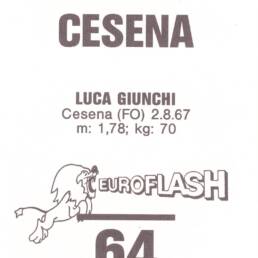 CESENA
LUCA GIUNCHI
Cesena (FO) 2.8.67
m: 1,78; kg: 70
EUROFLASH
64